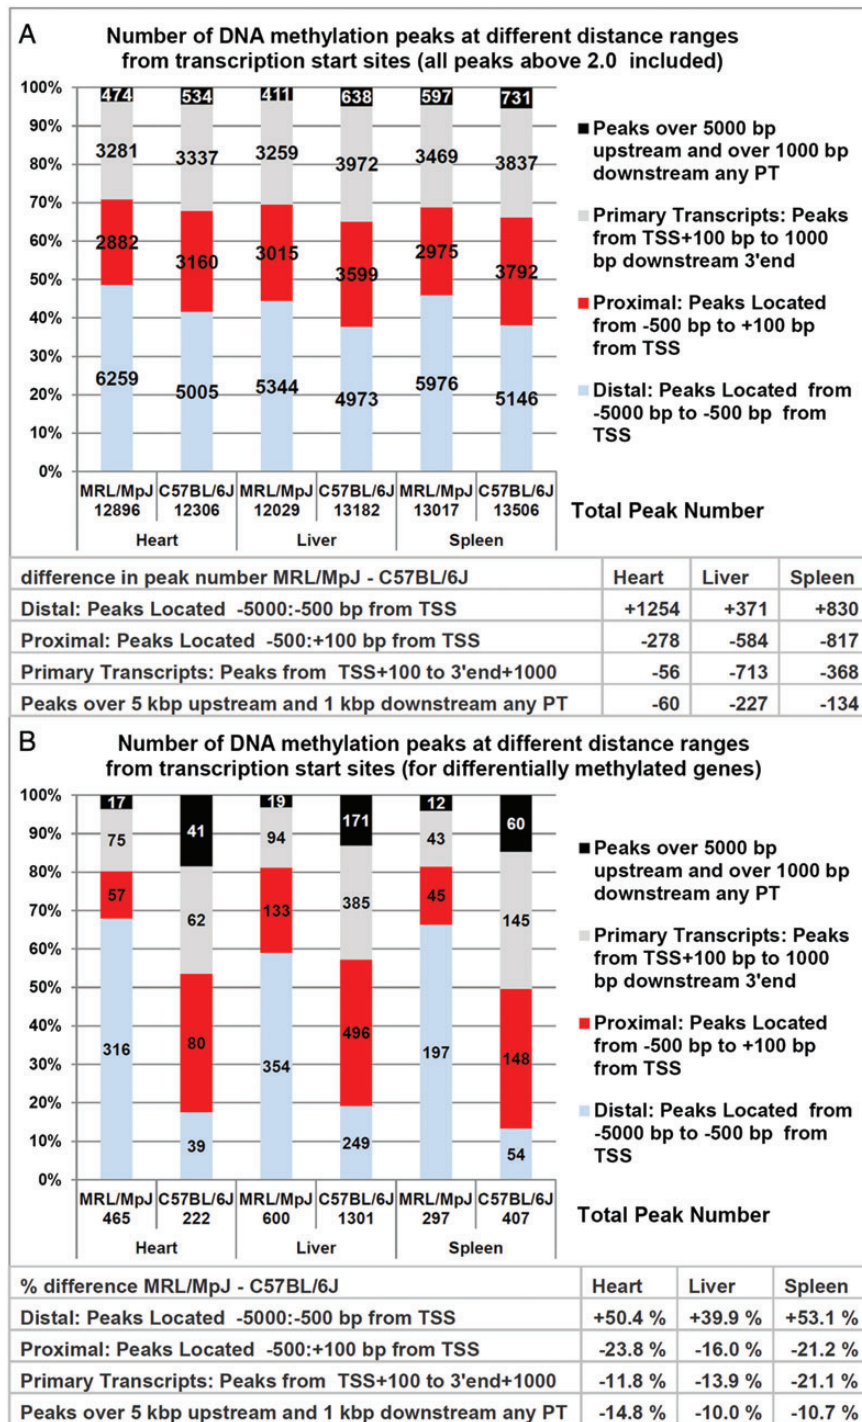 A
Number of DNA methylation peaks at different distance ranges
from transcription start sites (all peaks above 2.0 included)
100%
90%
80%
70%
60%
50%
40%
30%
20%
10%
0%
474 534 411 638 597 731
3281 3337 3259 3972 3469 3837
2882 3160 3015 3599 2975 3792
6259 5005 5344 4973 5976 5146
MRL/MpJ C57BL/6J MRL/MpJ C57BL/6J MRL/MpJ C57BL/6J
12896 12306 12029 13182 13017 13506
Heart Liver Spleen
Peaks over 5000 bp
upstream and over 1000 bp
downstream any PT
Primary Transcripts: Peaks
from TSS+100 bp to 1000
bp downstream 3'end
Proximal: Peaks Located
from -500 bp to +100 bp
from TSS
Distal: Peaks Located from
-5000 bp to -500 bp from
TSS
Total Peak Number
difference in peak number MRL/MpJ - C57BL/6J Heart Liver Spleen
Distal: Peaks Located -5000:-500 bp from TSS +1254 +371 +830
Proximal: Peaks Located -500:+100 bp from TSS -278 -584 -817
Primary Transcripts: Peaks from TSS+100 to 3'end+1000 -56 -713 -368
Peaks over 5 kbp upstream and 1 kbp downstream any PT -60 -227 -134
B
Number of DNA methylation peaks at different distance ranges
from transcription start sites (for differentially methylated genes)
100%
90%
80%
70%
60%
50%
40%
30%
20%
10%
0%
17 41 19 171 12 60
75 62 94 385 43 145
57 80 133 496 45 148
316 39 354 249 197 54
MRL/MpJ C57BL/6J MRL/MpJ C57BL/6J MRL/MpJ C57BL/6J
465 222 600 1301 297 407
Heart Liver Spleen
Peaks over 5000 bp
upstream and over 1000 bp
downstream any PT
Primary Transcripts: Peaks
from TSS+100 bp to 1000
bp downstream 3'end
Proximal: Peaks Located
from -500 bp to +100 bp
from TSS
Distal: Peaks Located from
-5000 bp to -500 bp from
TSS
Total Peak Number
% difference MRL/MpJ - C57BL/6J Heart Liver Spleen
Distal: Peaks Located -5000:-500 bp from TSS +50.4 % +39.9 % +53.1 %
Proximal: Peaks Located -500:+100 bp from TSS -23.8 % -16.0 % -21.2 %
Primary Transcripts: Peaks from TSS+100 to 3'end+1000 -11.8 % -13.9 % -21.1 %
Peaks over 5 kbp upstream and 1 kbp downstream any PT -14.8 % -10.0 % -10.7 %